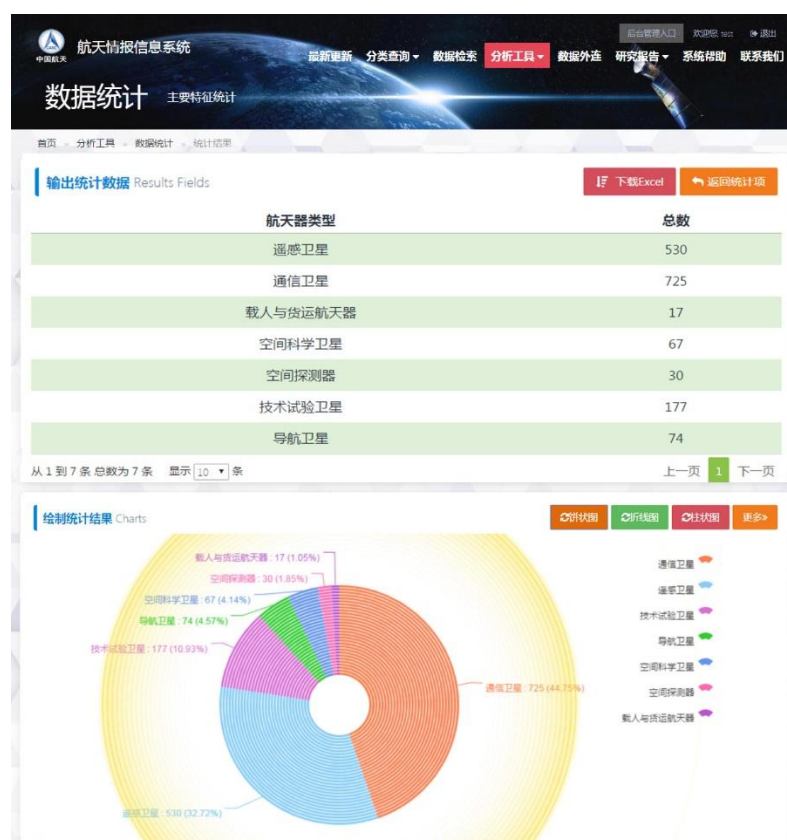 后台管理入口 欢迎您, test 退出
中国航天 航天情报信息系统
最新更新 分类查询 数据检索 分析工具 数据外连 研究报告 系统帮助 联系我们
数据统计 主要特征统计
首页 » 分析工具 » 数据统计 » 统计结果
输出统计数据 Results Fields 下载Excel 返回统计项
航天器类型 总数
遥感卫星 530
通信卫星 725
载人与货运航天器 17
空间科学卫星 67
空间探测器 30
技术试验卫星 177
导航卫星 74
从 1 到 7 条 总数为 7 条 显示 10 条 上一页 1 下一页
绘制统计结果 Charts 饼状图 折线图 柱状图 更多»
载人与货运航天器 : 17 (1.05%)
空间探测器 : 30 (1.85%)
空间科学卫星 : 67 (4.14%)
导航卫星 : 74 (4.57%)
技术试验卫星 : 177 (10.93%)
通信卫星 : 725 (44.75%)
遥感卫星 : 530 (32.72%)
通信卫星
遥感卫星
技术试验卫星
导航卫星
空间科学卫星
空间探测器
载人与货运航天器